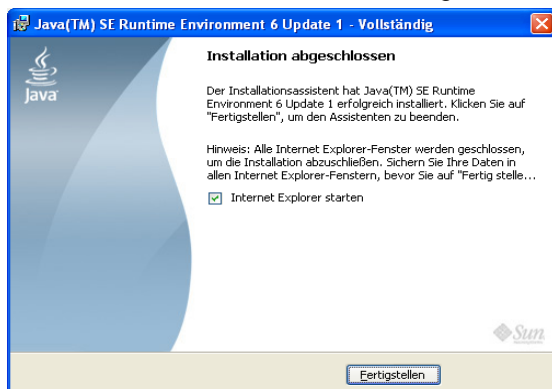 Java(TM) SE Runtime Environment 6 Update 1 - Vollständig
Java
Installation abgeschlossen
Der Installationsassistent hat Java(TM) SE Runtime
Environment 6 Update 1 erfolgreich installiert. Klicken Sie auf
"Fertigstellen", um den Assistenten zu beenden.
Hinweis: Alle Internet Explorer-Fenster werden geschlossen,
um die Installation abzuschließen. Sichern Sie Ihre Daten in
allen Internet Explorer-Fenstern, bevor Sie auf "Fertig stelle...
Internet Explorer starten
Sun
Fertigstellen